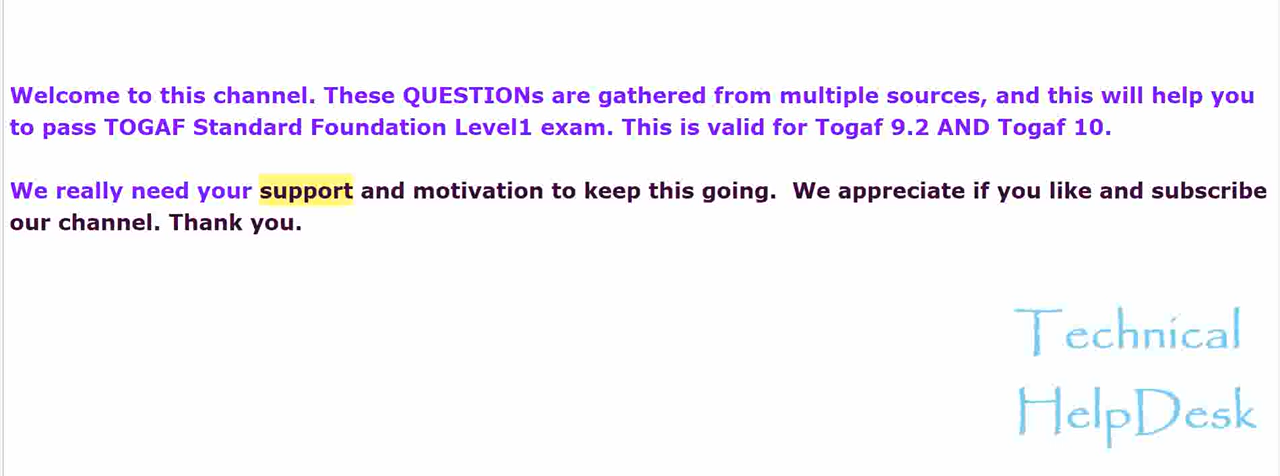 Welcome to this channel. These QUESTIONs are gathered from multiple sources, and this will help you
to pass TOGAF Standard Foundation Level1 exam. This is valid for Togaf 9.2 AND Togaf 10.
We really need your support and motivation to keep this going.  We appreciate if you like and subscribe
our channel. Thank you.
Technical
HelpDesk